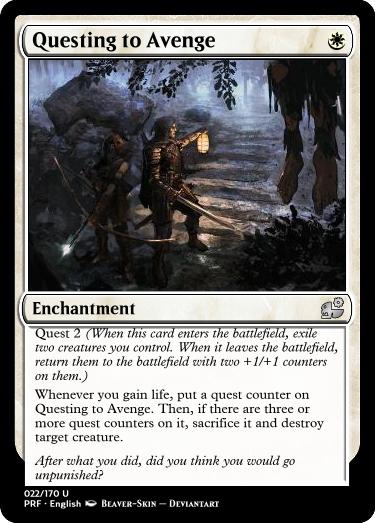 Questing to Avenge
Enchantment
Quest 2 (When this card enters the battlefield, exile
two creatures you control. When it leaves the battlefield,
return them to the battlefield with two +1/+1 counters
on them.)
Whenever you gain life, put a quest counter on
Questing to Avenge. Then, if there are three or
more quest counters on it, sacrifice it and destroy
target creature.
After what you did, did you think you would go
unpunished?
022/170 U
PRF • English Beaver-Skin — Deviantart